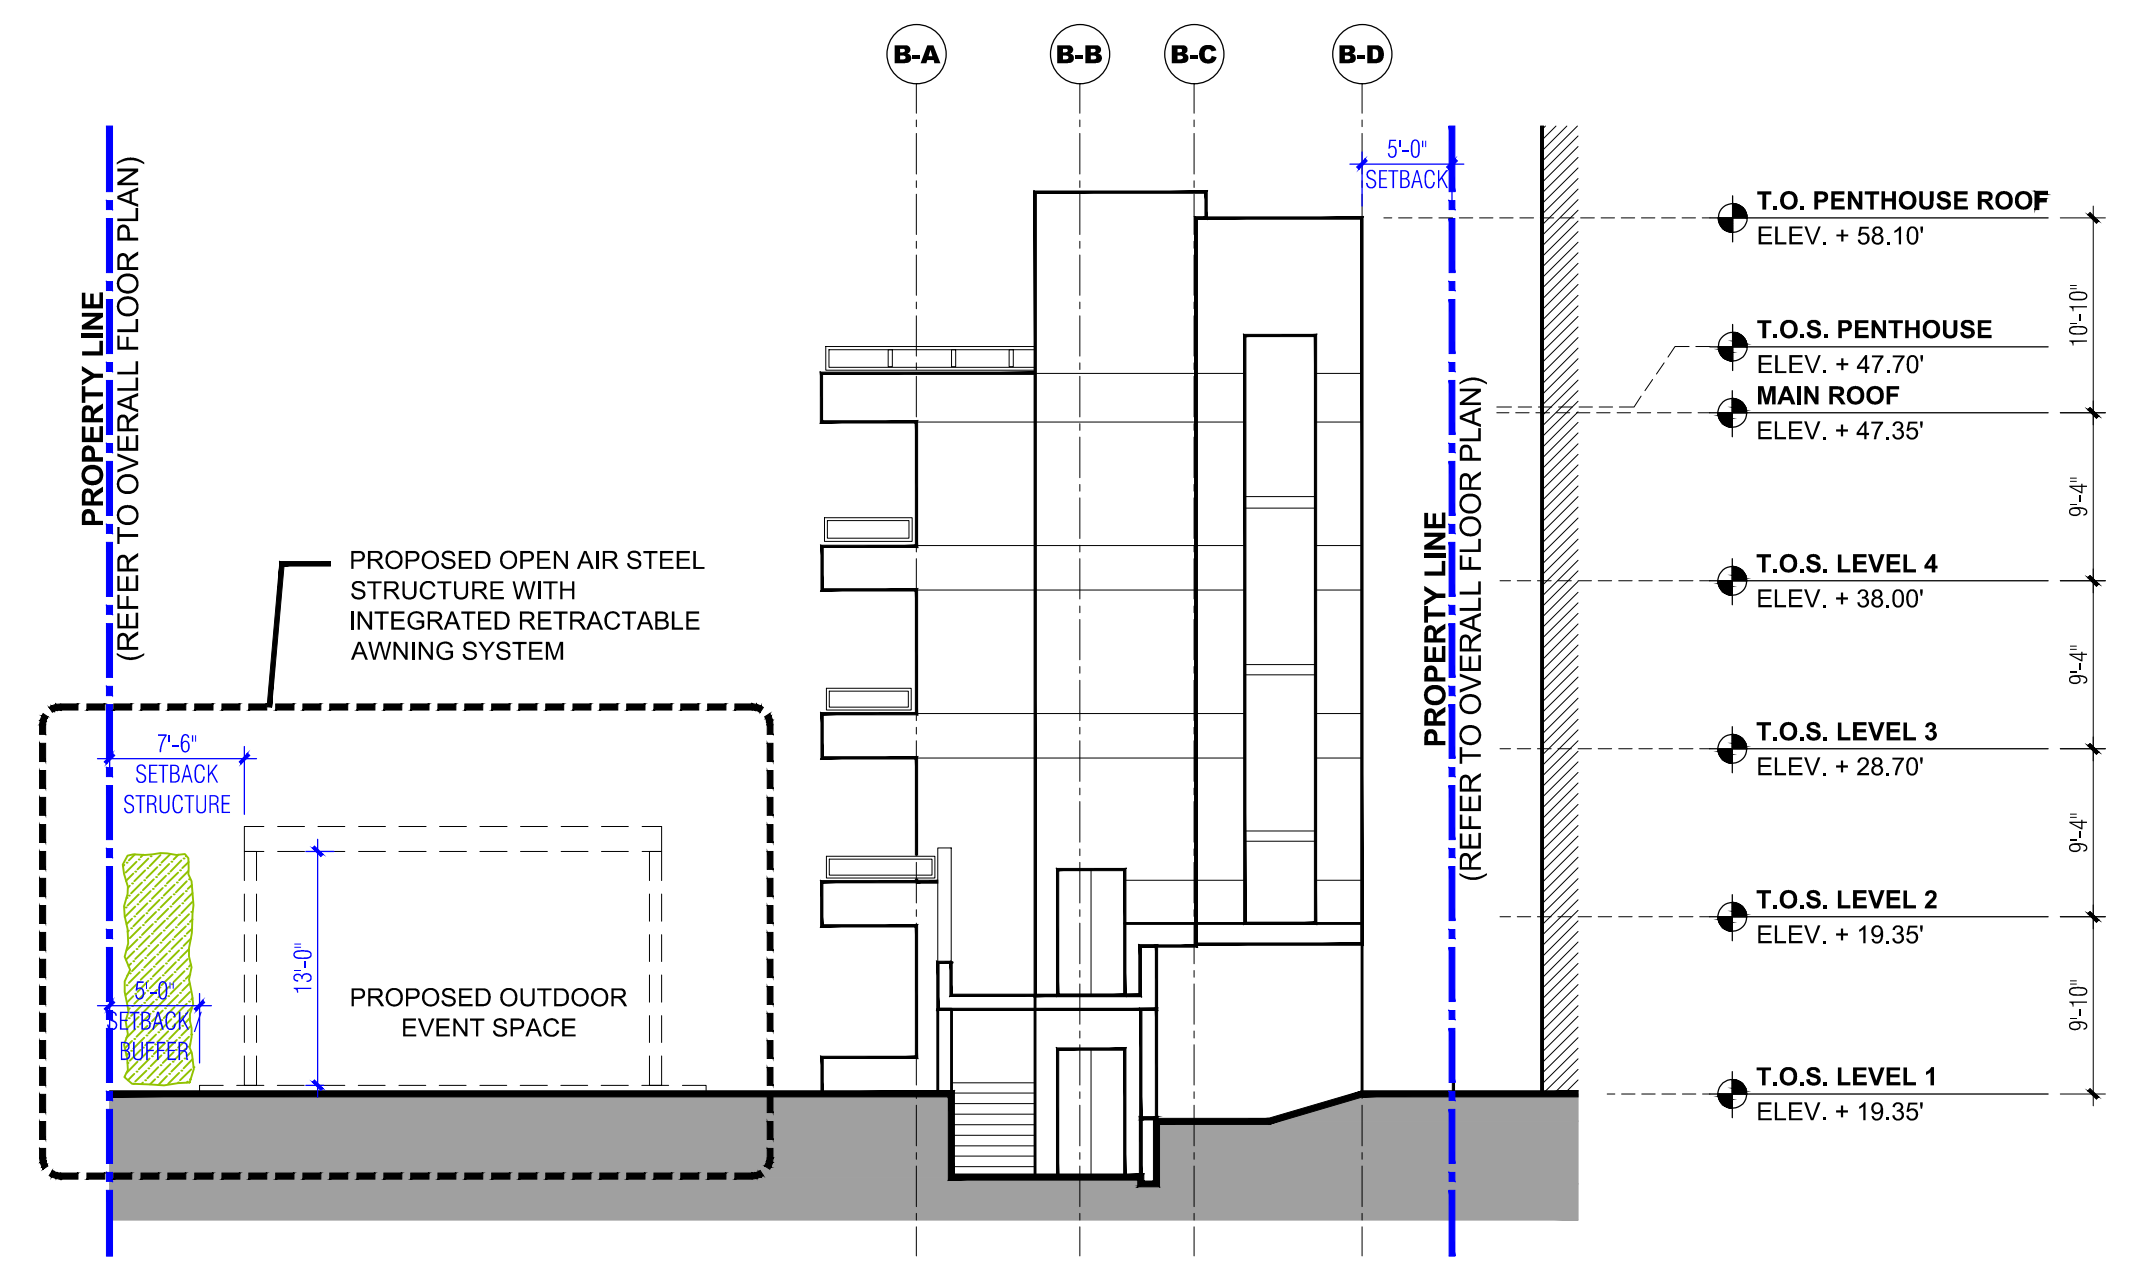 B-A
B-B
B-C
B-D
5'-0"
SETBACK
PROPERTY LINE
(REFER TO OVERALL FLOOR PLAN)
T.O. PENTHOUSE ROOF
ELEV. + 58.10'
10'-10"
T.O.S. PENTHOUSE
ELEV. + 47.70'
MAIN ROOF
ELEV. + 47.35'
9'-4"
PROPOSED OPEN AIR STEEL
STRUCTURE WITH
INTEGRATED RETRACTABLE
AWNING SYSTEM
PROPERTY LINE
(REFER TO OVERALL FLOOR PLAN)
T.O.S. LEVEL 4
ELEV. + 38.00'
9'-4"
7'-6"
SETBACK
STRUCTURE
T.O.S. LEVEL 3
ELEV. + 28.70'
9'-4"
T.O.S. LEVEL 2
ELEV. + 19.35'
13'-0"
PROPOSED OUTDOOR
EVENT SPACE
5'-0"
SETBACK
BUFFER
9'-10"
T.O.S. LEVEL 1
ELEV. + 19.35'